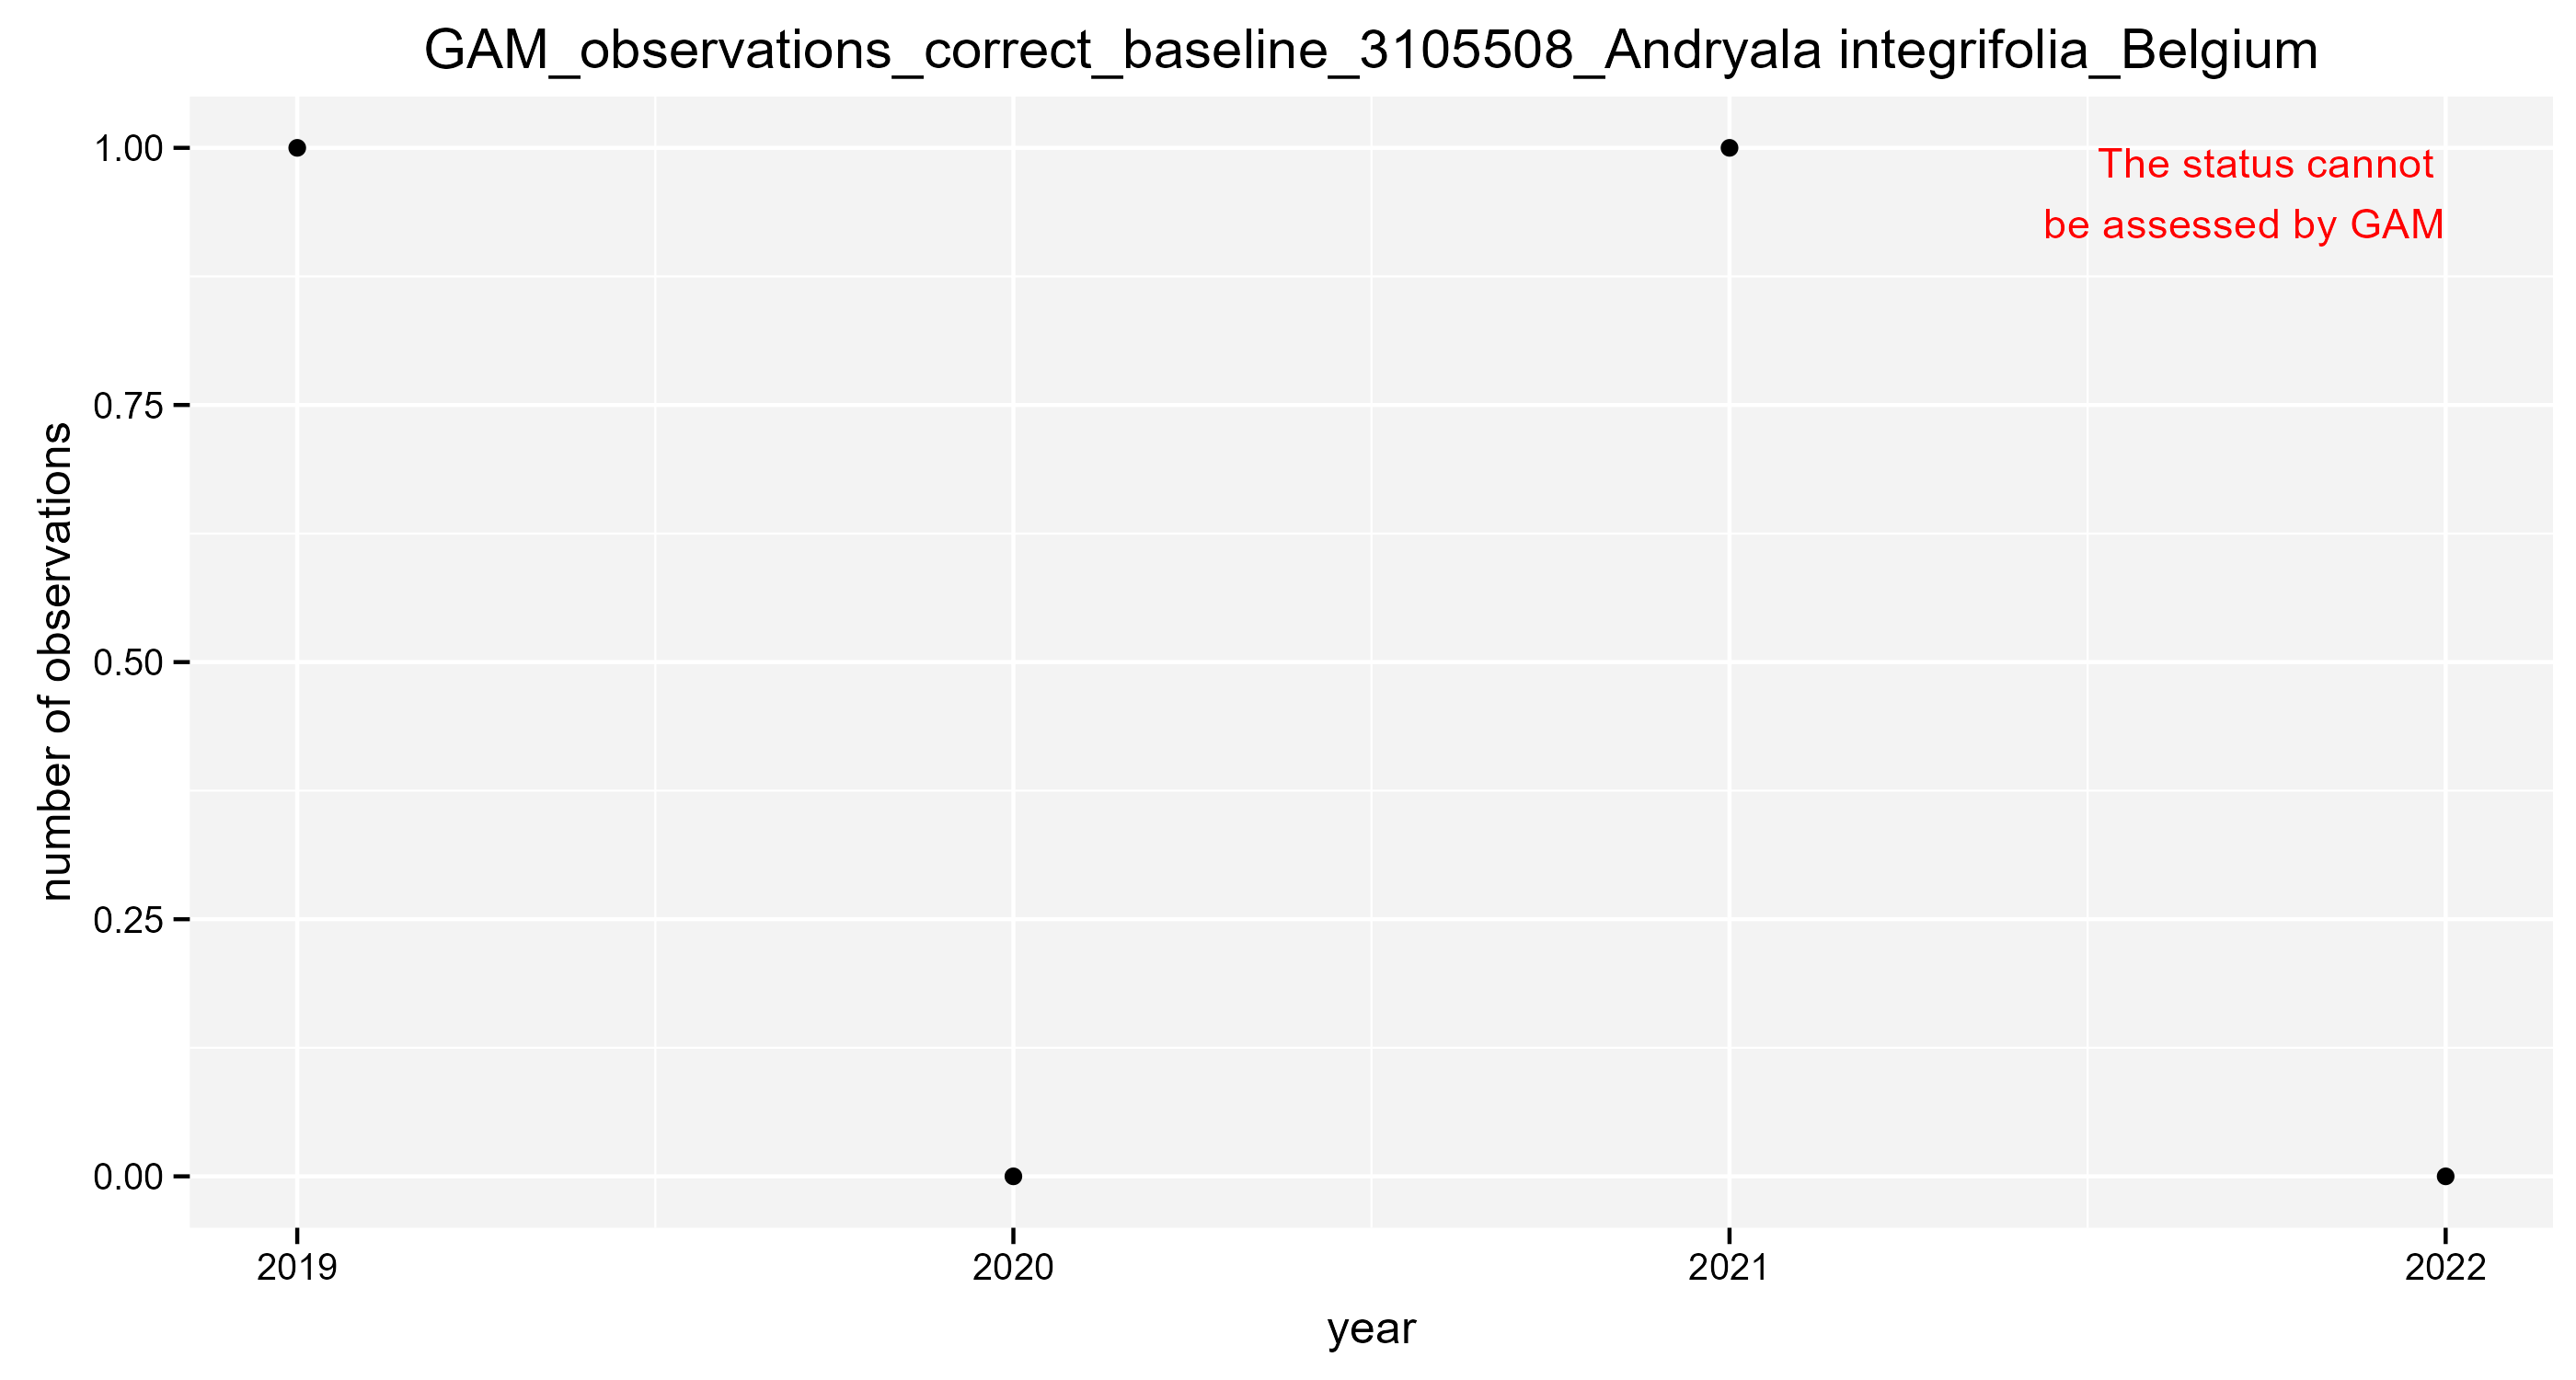 GAM_observations_correct_baseline_3105508_Andryala integrifolia_Belgium
The status cannot
be assessed by GAM
number of observations
1.00
0.75
0.50
0.25
0.00
2019
2020
2021
2022
year